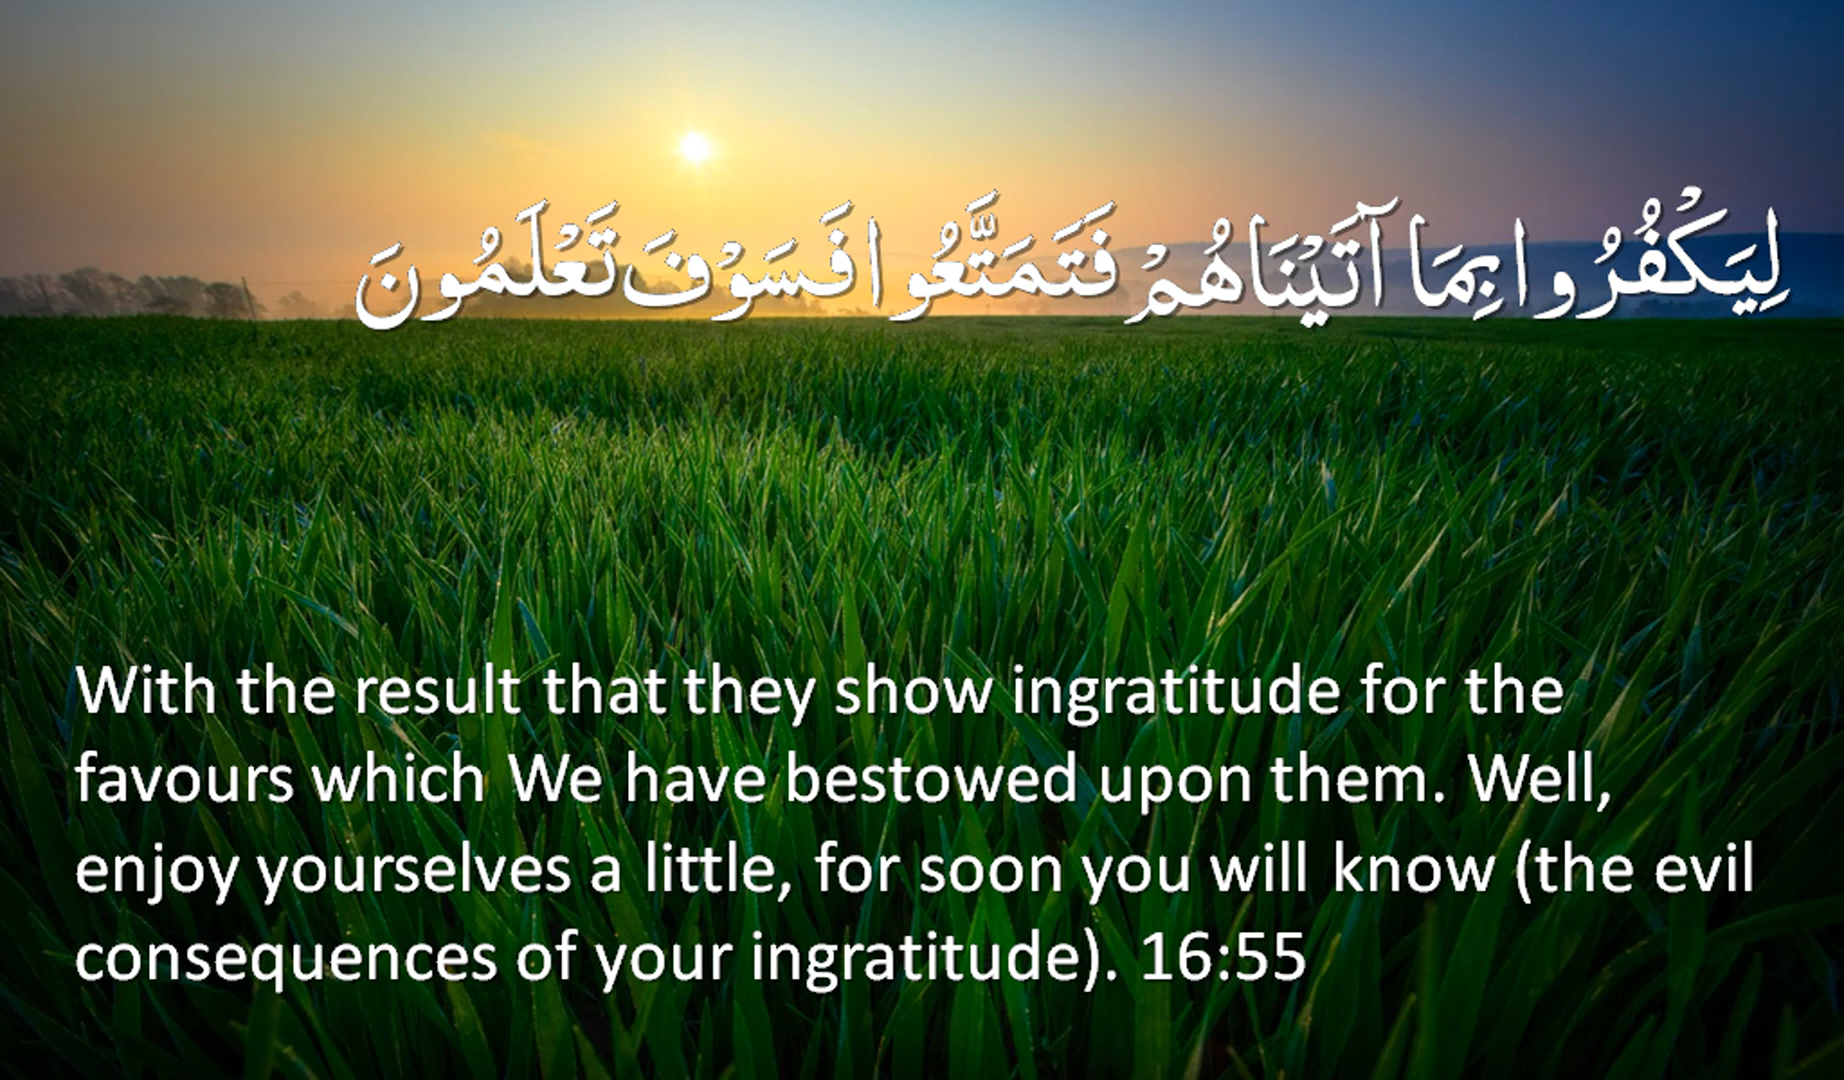 لِيَكْفُرُوا بِمَا آتَيْنَاهُمْ فَتَمَتَّعُوا فَسَوْفَ تَعْلَمُونَ
With the result that they show ingratitude for the
favours which We have bestowed upon them. Well,
enjoy yourselves a little, for soon you will know (the evil
consequences of your ingratitude). 16:55